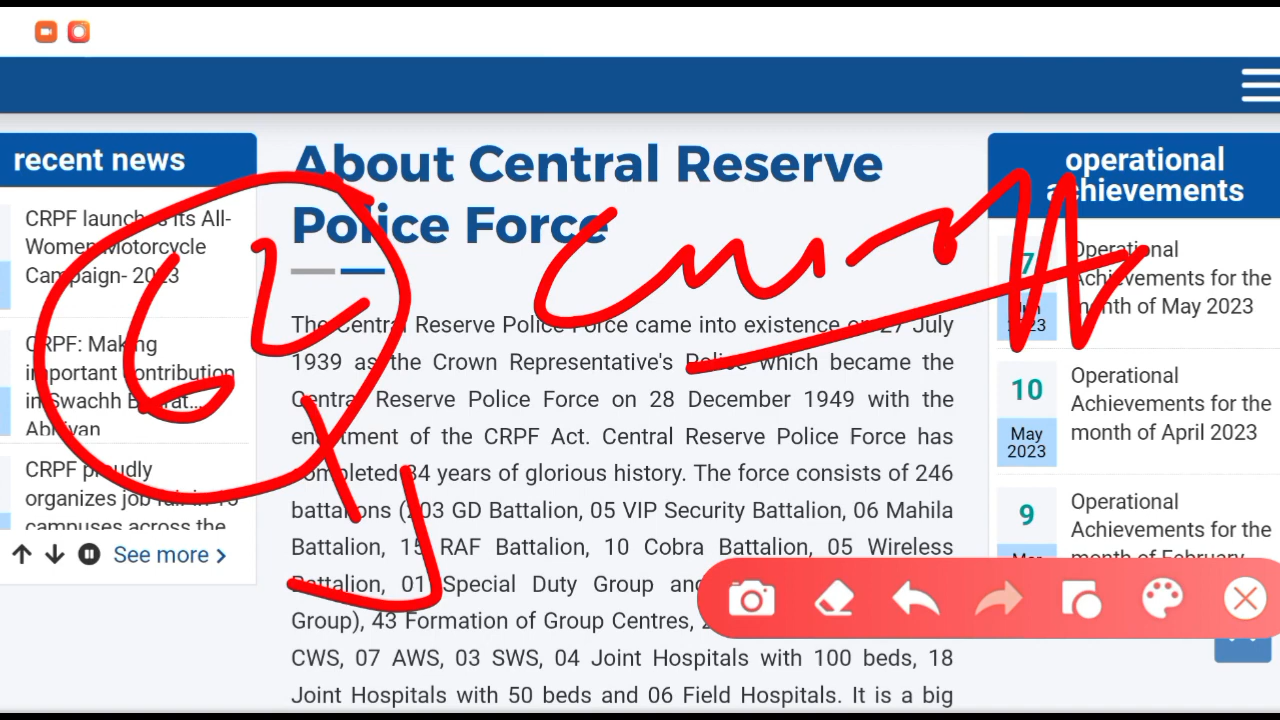 recent news
CRPF launches its All-
Women Motorcycle
Campaign- 2023
CRPF: Making
important contribution
in Swachh Bharat...
Abhiyan
CRPF proudly
organizes job fair in
campuses across the
See more
About Central Reserve
Police Force
The Central Reserve Police Force came into existence on 27 July
1939 as the Crown Representative's Police which became the
Central Reserve Police Force on 28 December 1949 with the
enactment of the CRPF Act. Central Reserve Police Force has
completed 84 years of glorious history. The force consists of 246
battalions (203 GD Battalion, 05 VIP Security Battalion, 06 Mahila
Battalion, 15 RAF Battalion, 10 Cobra Battalion, 05 Wireless
Battalion, 01 Special Duty Group and
Group), 43 Formation of Group Centres,
CWS, 07 AWS, 03 SWS, 04 Joint Hospitals with 100 beds, 18
Joint Hospitals with 50 beds and 06 Field Hospitals. It is a big
operational
achievements
7
Jun
2023
Operational
Achievements for the
month of May 2023
10
May
2023
Operational
Achievements for the
month of April 2023
9
Operational
Achievements for the
month of February
62